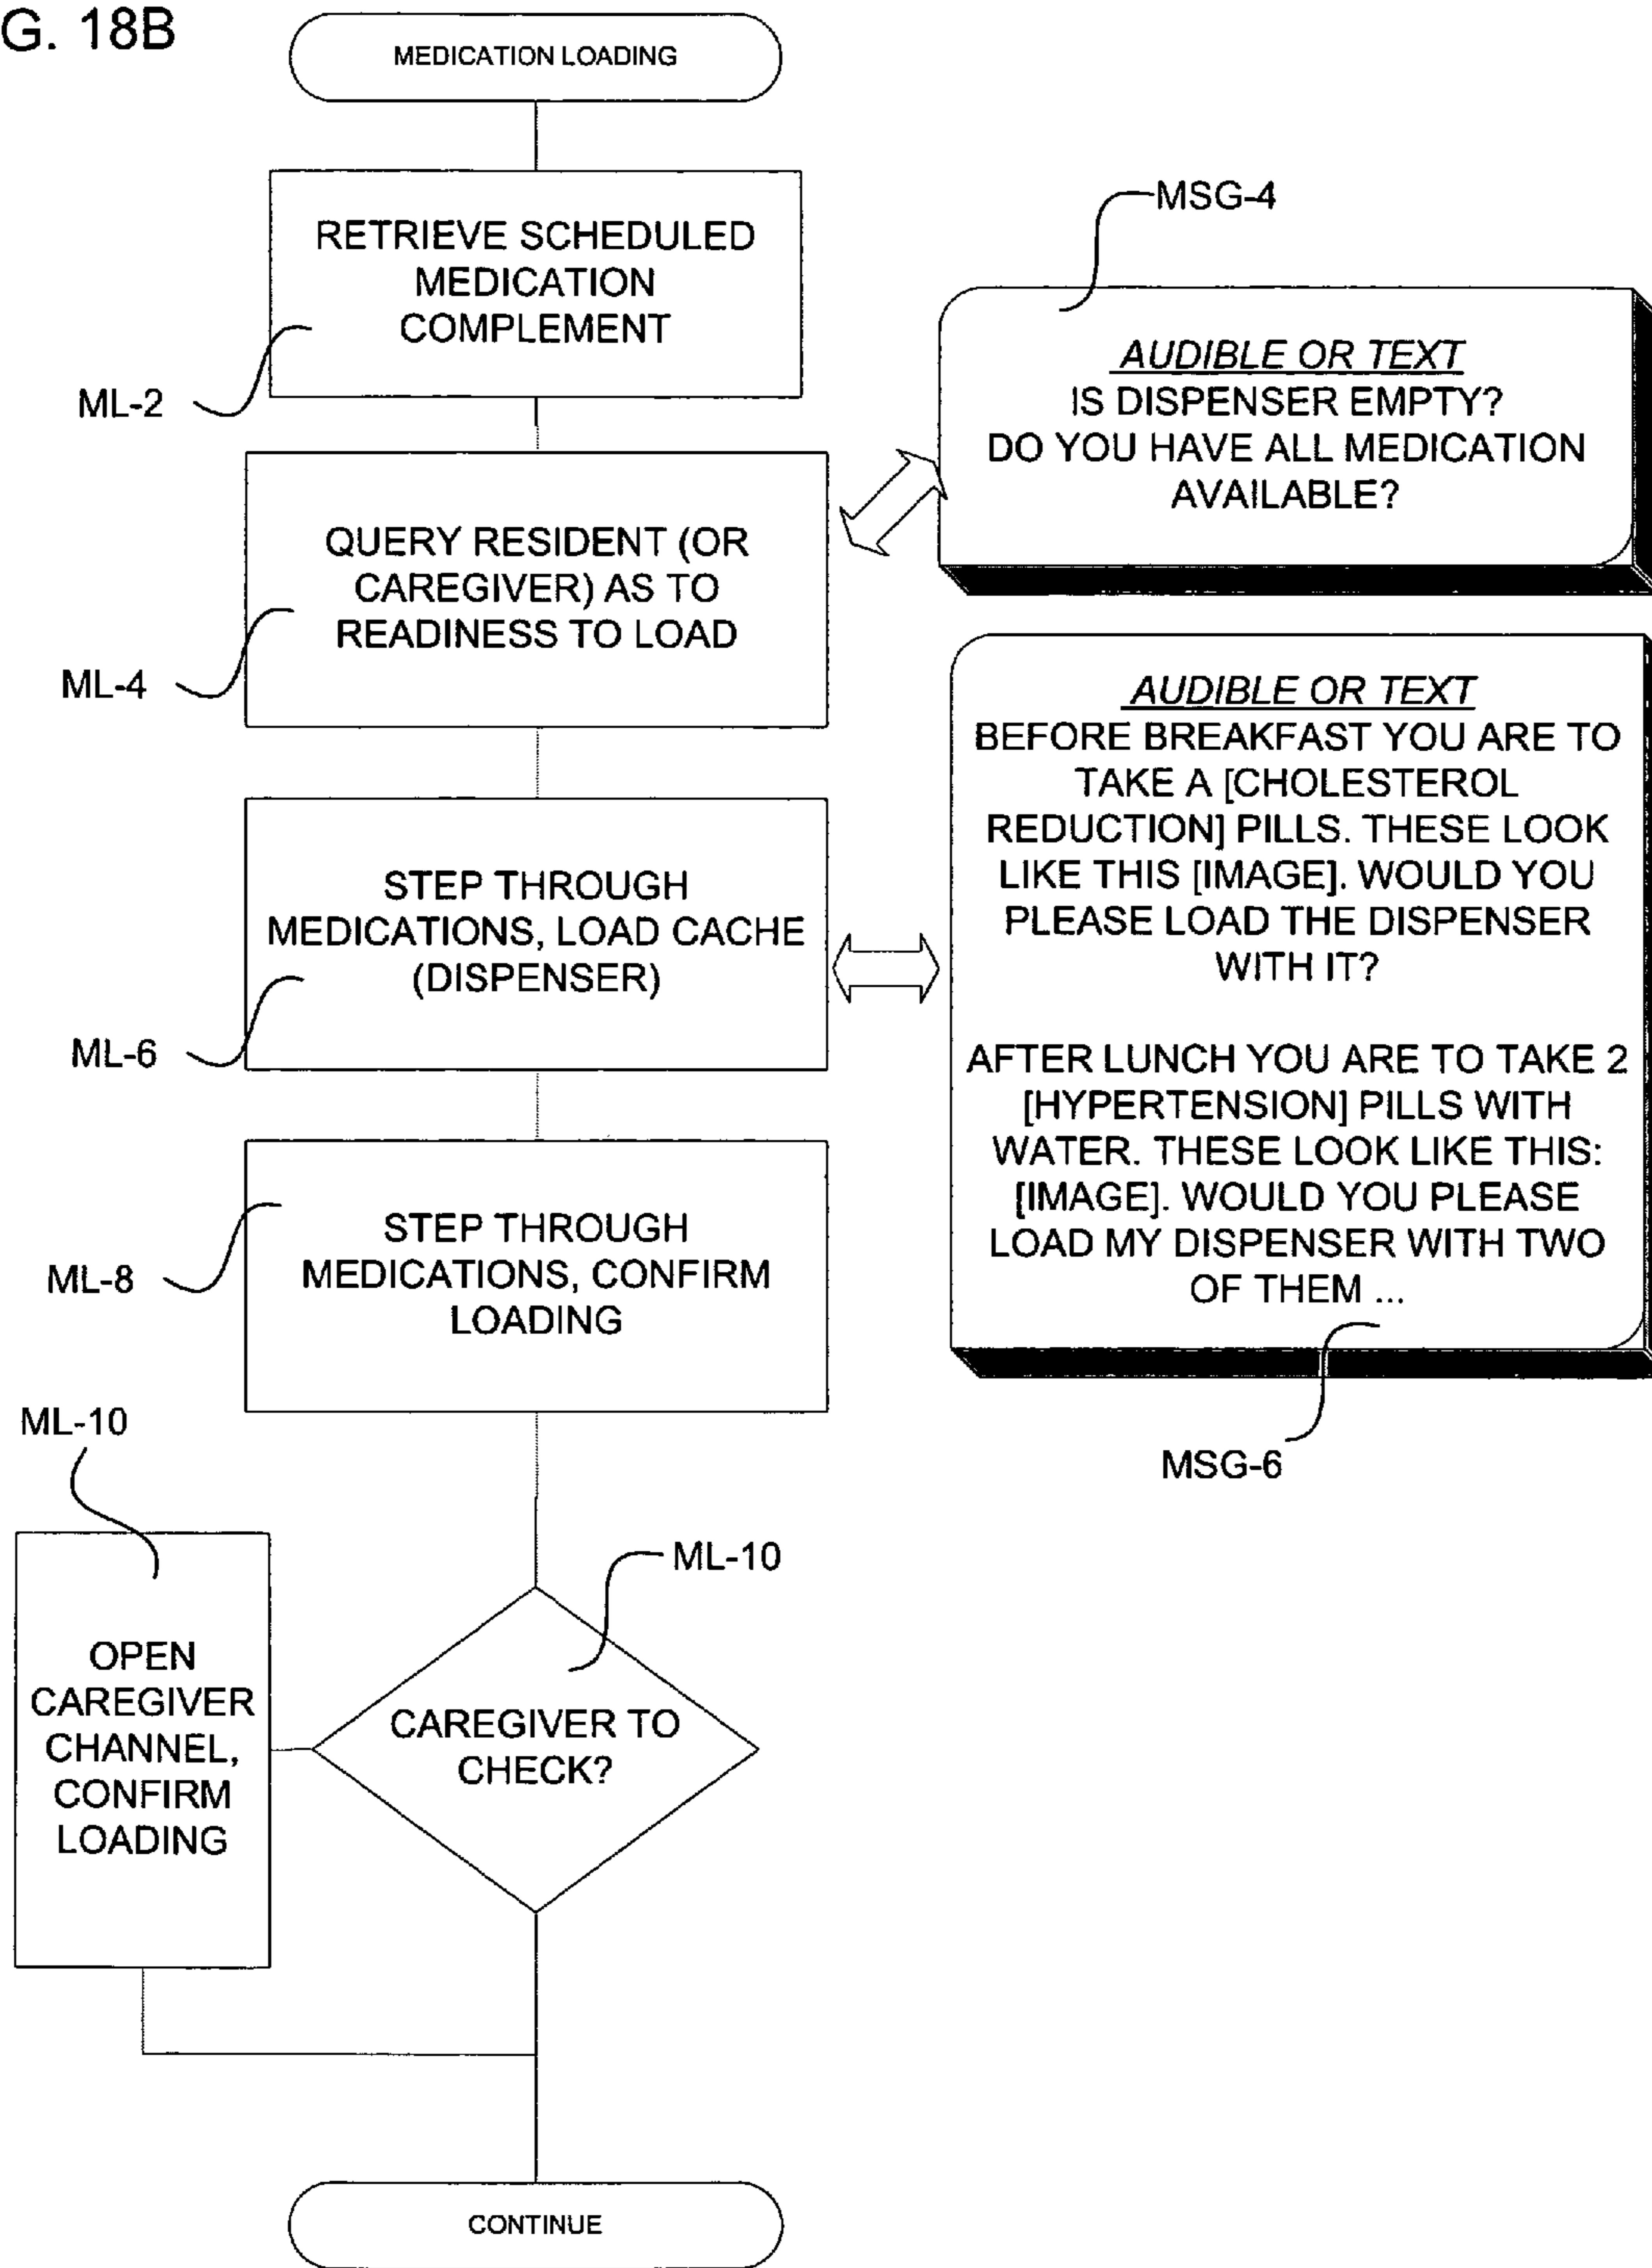 G. 18B
MEDICATION LOADING
RETRIEVE SCHEDULED
MEDICATION
COMPLEMENT
ML-2
MSG-4
AUDIBLE OR TEXT
IS DISPENSER EMPTY?
DO YOU HAVE ALL MEDICATION
AVAILABLE?
QUERY RESIDENT (OR
CAREGIVER) AS TO
READINESS TO LOAD
ML-4
AUDIBLE OR TEXT
BEFORE BREAKFAST YOU ARE TO
TAKE A [CHOLESTEROL
REDUCTION] PILLS. THESE LOOK
LIKE THIS [IMAGE]. WOULD YOU
PLEASE LOAD THE DISPENSER
WITH IT?
AFTER LUNCH YOU ARE TO TAKE 2
[HYPERTENSION] PILLS WITH
WATER. THESE LOOK LIKE THIS:
[IMAGE]. WOULD YOU PLEASE
LOAD MY DISPENSER WITH TWO
OF THEM ...
MSG-6
STEP THROUGH
MEDICATIONS, LOAD CACHE
(DISPENSER)
ML-6
STEP THROUGH
MEDICATIONS, CONFIRM
LOADING
ML-8
ML-10
OPEN
CAREGIVER
CHANNEL,
CONFIRM
LOADING
ML-10
CAREGIVER TO
CHECK?
CONTINUE